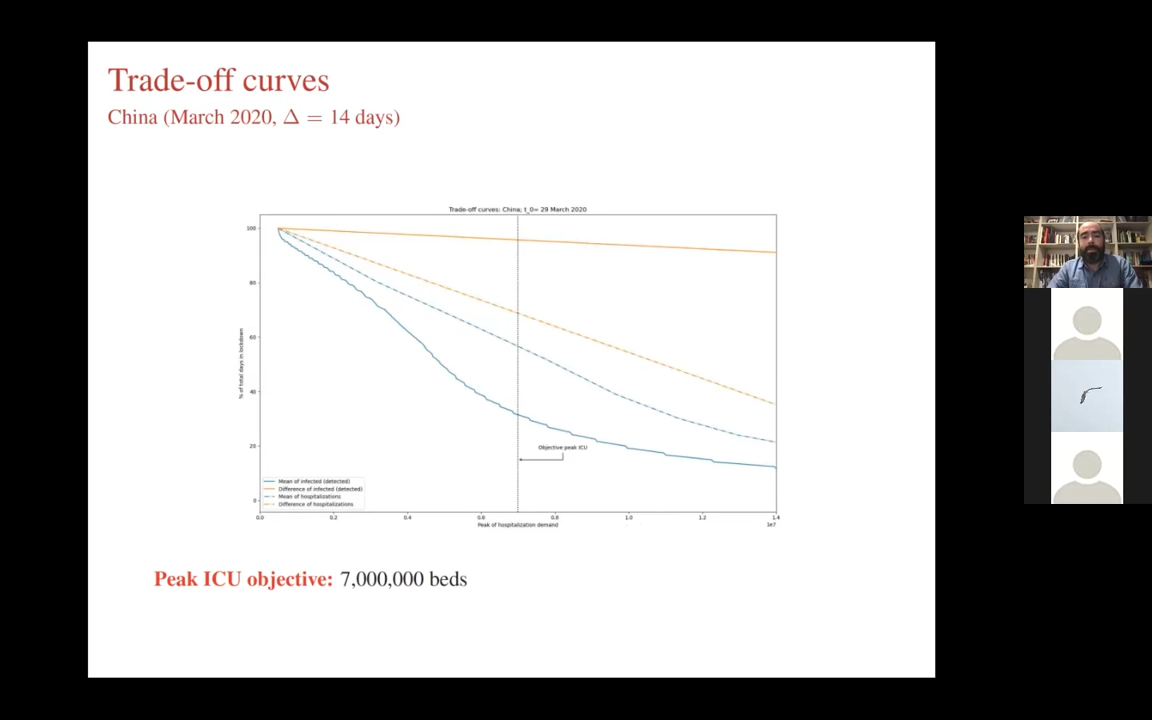 Trade-off curves
China (March 2020, Δ = 14 days)
Trade-off curves: China; t_0= 29 March 2020
% of total days in lockdown
100
80
60
40
20
0
Objective peak ICU
Mean of infected (detected)
Difference of infected (detected)
Mean of hospitalizations
Difference of hospitalizations
0.0 0.2 0.4 0.6 0.8 1.0 1.2 1.4
Peak of hospitalization demand
1e7
Peak ICU objective: 7,000,000 beds